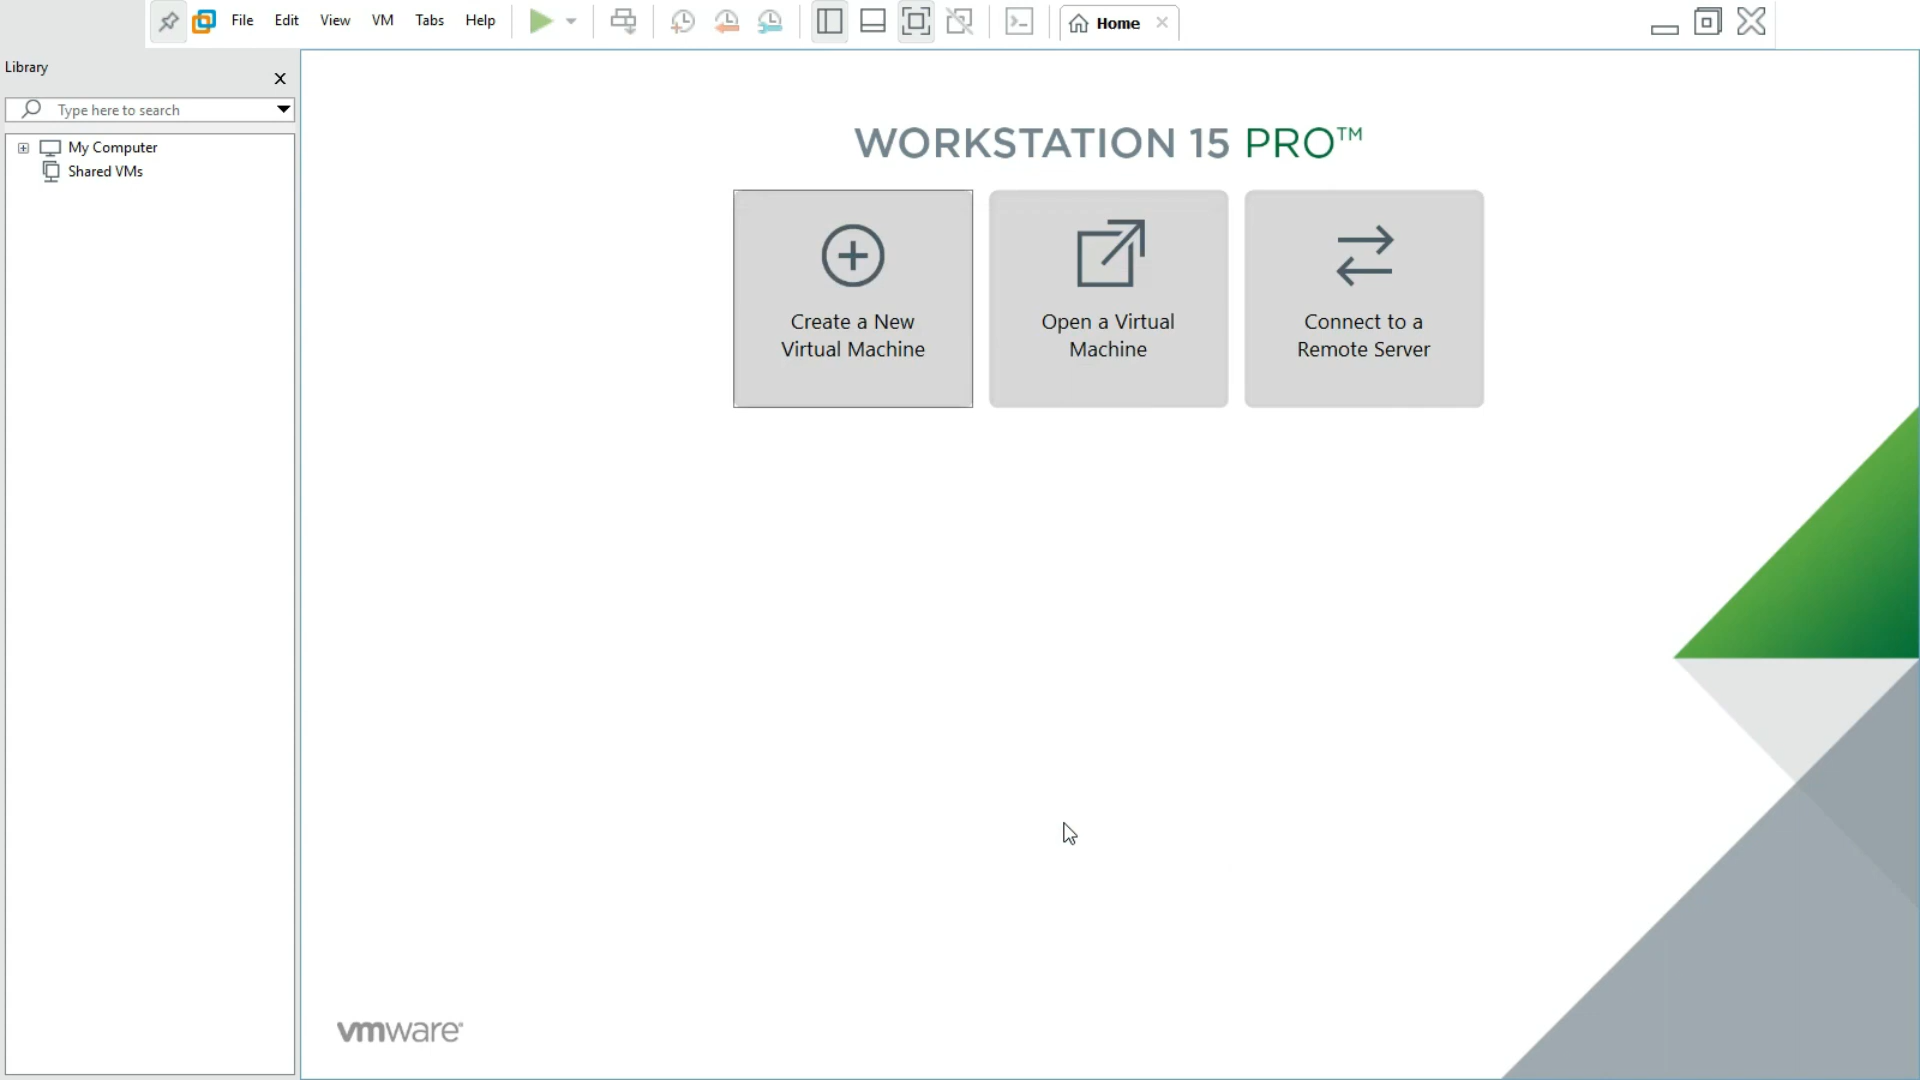 File Edit View VM Tabs Help Home
Library
X
Type here to search
My Computer
Shared VMs
WORKSTATION 15 PRO™
Create a New
Virtual Machine
Open a Virtual
Machine
Connect to a
Remote Server
vmware®